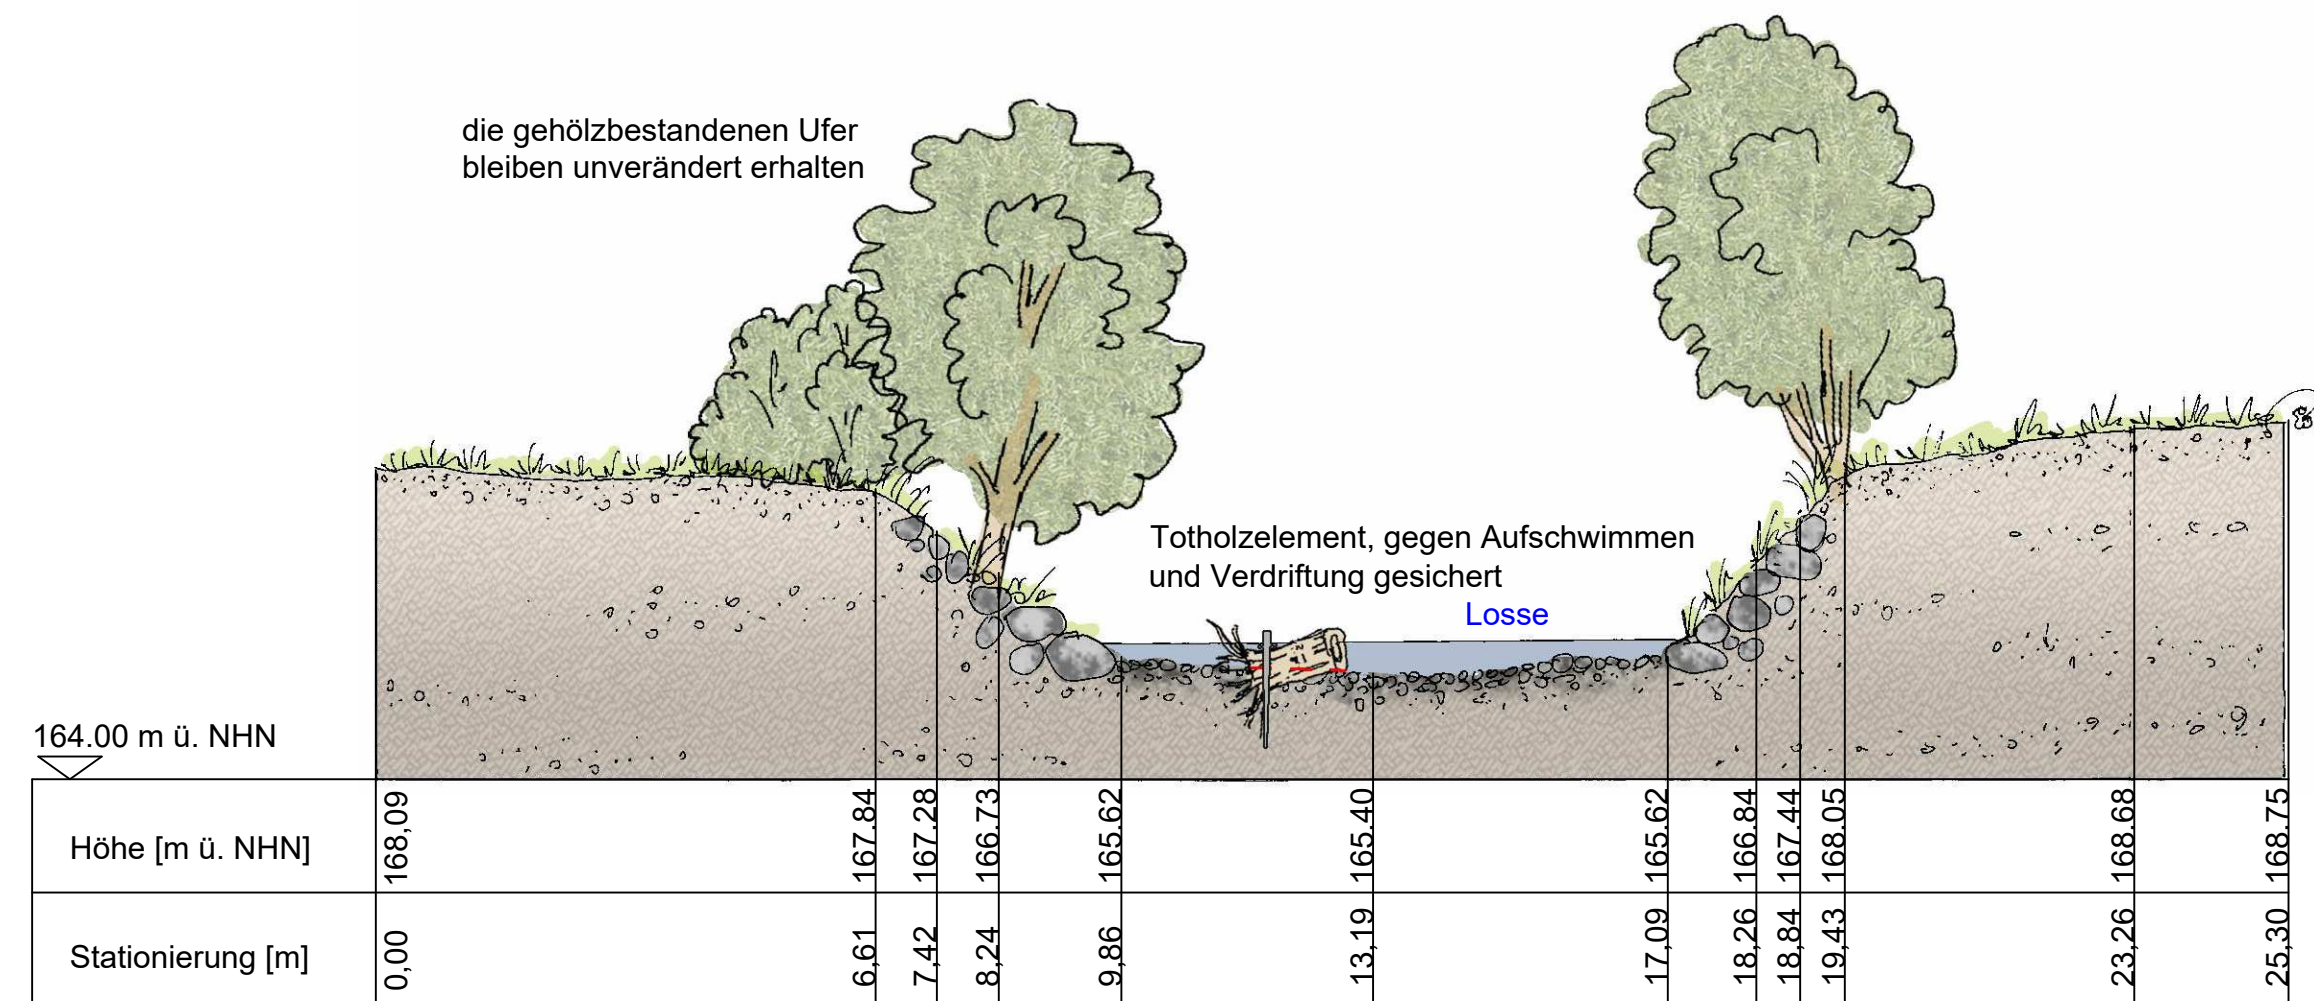 die gehölzbestandenen Ufer
bleiben unverändert erhalten
Totholzelement, gegen Aufschwimmen
und Verdriftung gesichert
Losse
164.00 m ü. NHN
Höhe [m ü. NHN] 168,09 167.84 167.28 166.73 165.62 165.40 165.62 166.84 167.44 168.05 168.68 168.75
Stationierung [m] 0,00 6,61 7,42 8,24 9,86 13,19 17,09 18,26 18,84 19,43 23,26 25,30